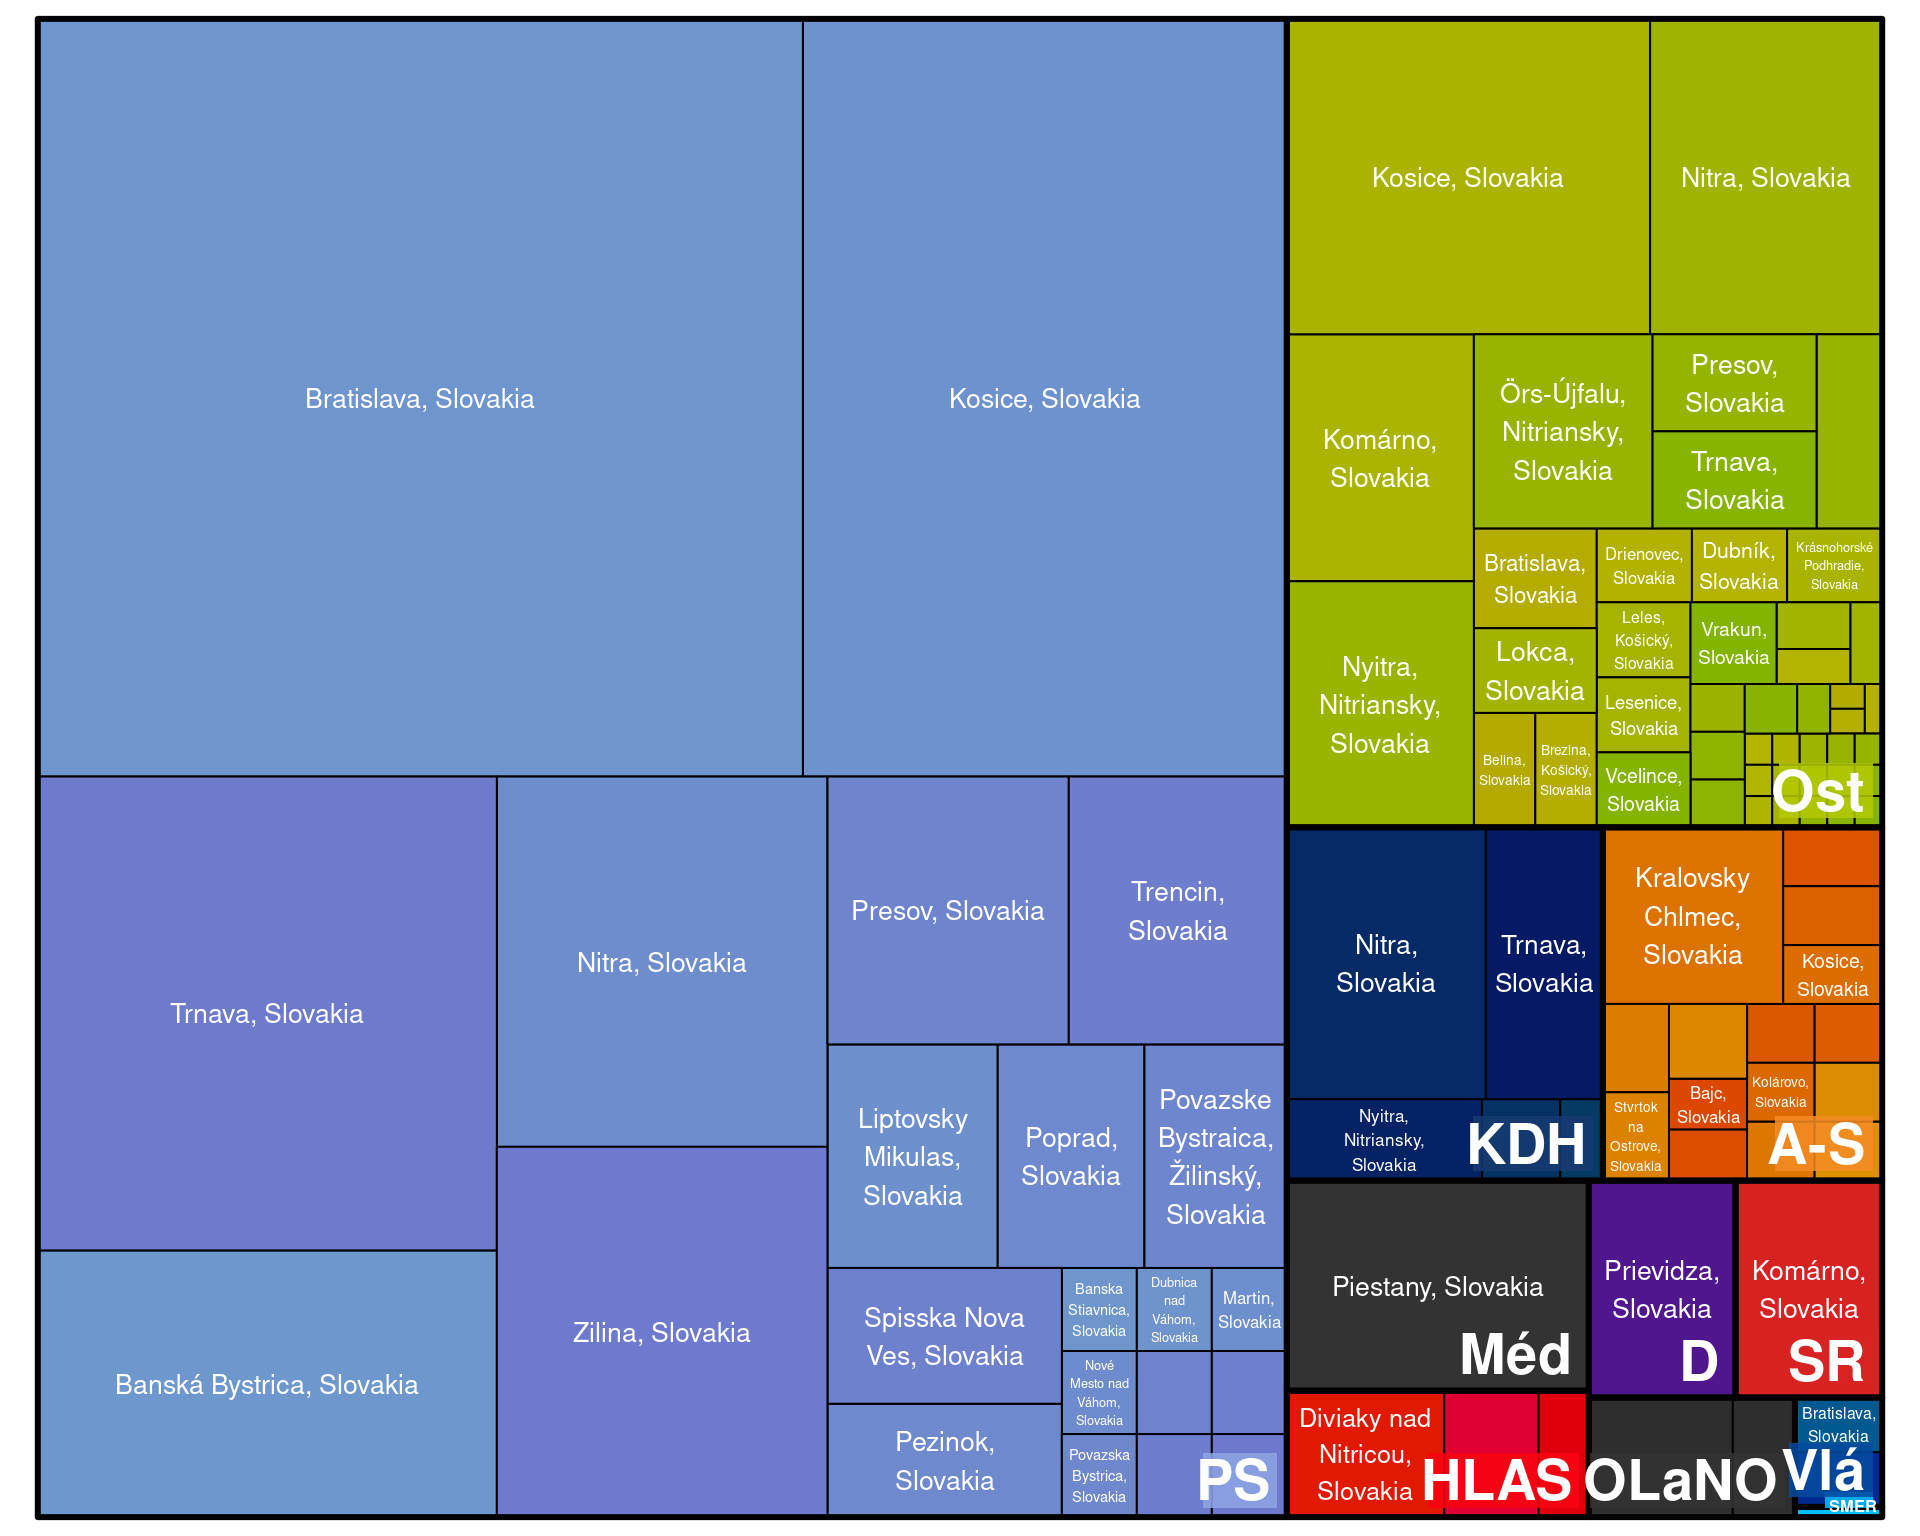 Bratislava, Slovakia
Kosice, Slovakia
Trnava, Slovakia
Banská Bystrica, Slovakia
Nitra, Slovakia
Zilina, Slovakia
Presov, Slovakia
Trencin,
Slovakia
Liptovsky
Mikulas,
Slovakia
Poprad,
Slovakia
Povazske
Bystraica,
Žilinský,
Slovakia
Spisska Nova
Ves, Slovakia
Pezinok,
Slovakia
Banska
Stiavnica,
Slovakia
Dubnica
nad
Váhom,
Slovakia
Martin,
Slovakia
Nové
Mesto nad
Váhom,
Slovakia
Povazska
Bystrica,
Slovakia
PS
Kosice, Slovakia
Nitra, Slovakia
Komárno,
Slovakia
Nyitra,
Nitriansky,
Slovakia
Örs-Újfalu,
Nitriansky,
Slovakia
Presov,
Slovakia
Trnava,
Slovakia
Bratislava,
Slovakia
Lokca,
Slovakia
Belina,
Slovakia
Brezina,
Košický,
Slovakia
Drienovec,
Slovakia
Dubník,
Slovakia
Krásnohorské
Podhradie,
Slovakia
Leles,
Košický,
Slovakia
Lesenice,
Slovakia
Vcelince,
Slovakia
Vrakun,
Slovakia
Ost
Nitra,
Slovakia
Trnava,
Slovakia
Nyitra,
Nitriansky,
Slovakia
KDH
Kralovsky
Chlmec,
Slovakia
Kosice,
Slovakia
Stvrtok
na
Ostrove,
Slovakia
Bajc,
Slovakia
Kolárovo,
Slovakia
A-S
Piestany, Slovakia
Méd
Prievidza,
Slovakia
D
Komárno,
Slovakia
SR
Diviaky nad
Nitricou,
Slovakia
HLAS
OLaNO
Bratislava,
Slovakia
Vlá
SMER